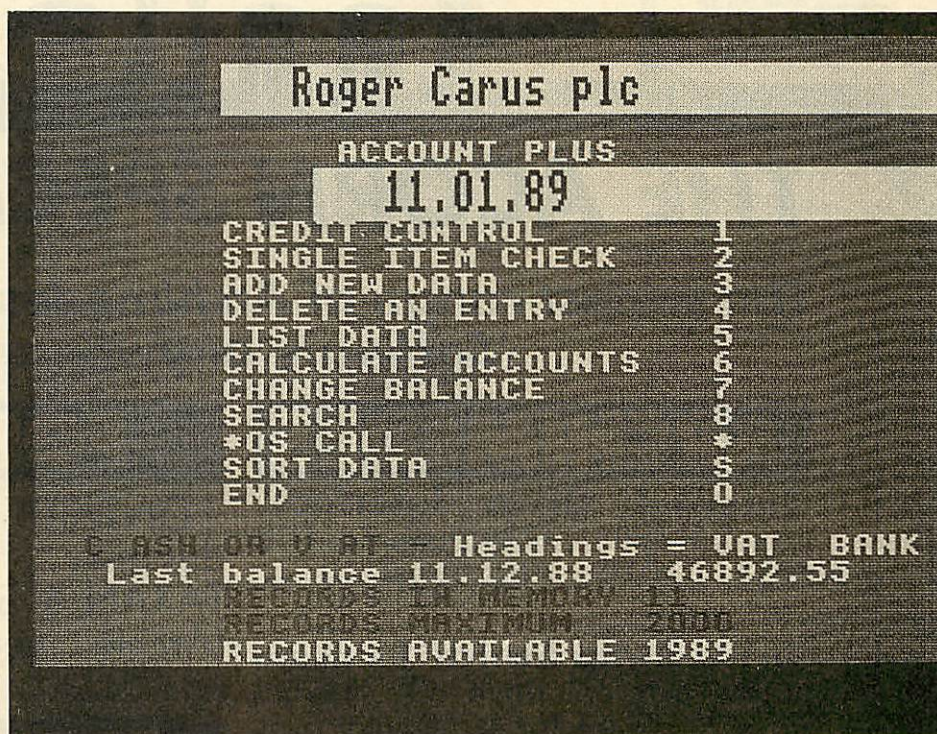 Roger Carus plc
ACCOUNT PLUS
11.01.89
CREDIT CONTROL 1
SINGLE ITEM CHECK 2
ADD NEW DATA 3
DELETE AN ENTRY 4
LIST DATA 5
CALCULATE ACCOUNTS 6
CHANGE BALANCE 7
SEARCH 8
*OS CALL *
SORT DATA S
END 0
C ASH OR V AT - Headings = VAT BANK
Last balance 11.12.88 46892.55
RECORDS IN MEMORY 11
RECORDS MAXIMUM 2000
RECORDS AVAILABLE 1989